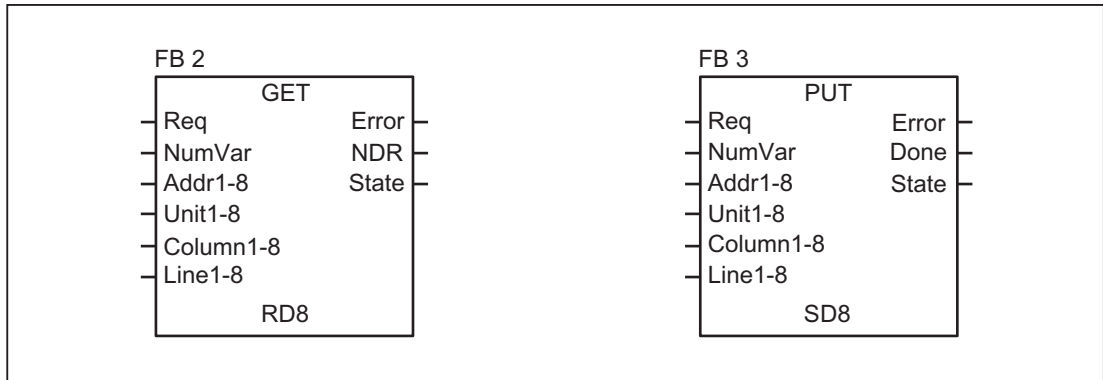 FB 2
GET
Req Error
NumVar NDR
Addr1-8 State
Unit1-8
Column1-8
Line1-8
RD8
FB 3
PUT
Req Error
NumVar Done
Addr1-8 State
Unit1-8
Column1-8
Line1-8
SD8